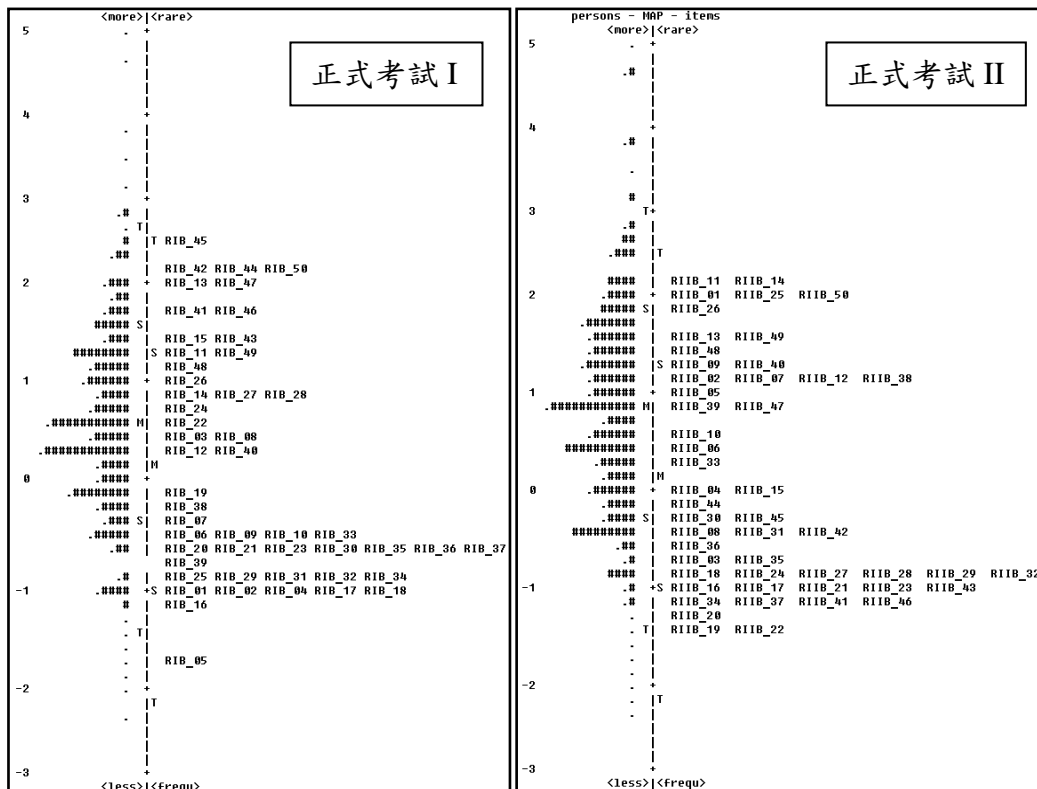 <more>|<rare>
5 . +
. |
|
正式考試 I
|
4 +
. |
|
. |
|
. |
3 +
.# |
. T|
# |T RIB_45
.## |
| RIB_42 RIB_44 RIB_50
2 .### + RIB_13 RIB_47
.## |
.### | RIB_41 RIB_46
##### S|
.### | RIB_15 RIB_43
######## |S RIB_11 RIB_49
.##### | RIB_48
1 .###### + RIB_26
.#### | RIB_14 RIB_27 RIB_28
.##### | RIB_24
.########### M| RIB_22
.##### | RIB_03 RIB_08
.############ | RIB_12 RIB_40
.#### |M
0 .#### +
.######## | RIB_19
.#### | RIB_38
.### S| RIB_07
.##### | RIB_06 RIB_09 RIB_10 RIB_33
.## | RIB_20 RIB_21 RIB_23 RIB_30 RIB_35 RIB_36 RIB_37
RIB_39
.# | RIB_25 RIB_29 RIB_31 RIB_32 RIB_34
-1 .#### +S RIB_01 RIB_02 RIB_04 RIB_17 RIB_18
# | RIB_16
. |
. T|
. |
. | RIB_05
. |
-2 . +
|T
. |
|
|
-3 +
<less>|<frequ>
persons - MAP - items
<more>|<rare>
5 . +
.# |
正式考試 II
|
4 +
.# |
|
. |
# |
3 T+
.# |
## |
.### |T
|
#### | RIIB_11 RIIB_14
2 .#### + RIIB_01 RIIB_25 RIIB_50
##### S| RIIB_26
.####### |
.###### | RIIB_13 RIIB_49
.###### | RIIB_48
.####### |S RIIB_09 RIIB_40
.###### | RIIB_02 RIIB_07 RIIB_12 RIIB_38
1 .##### + RIIB_05
.############ M| RIIB_39 RIIB_47
.#### |
.###### | RIIB_10
########## | RIIB_06
.##### | RIIB_33
.#### |M
0 .###### + RIIB_04 RIIB_15
.#### | RIIB_44
.#### S| RIIB_30 RIIB_45
######### | RIIB_08 RIIB_31 RIIB_42
.## | RIIB_36
.# | RIIB_03 RIIB_35
#### | RIIB_18 RIIB_24 RIIB_27 RIIB_28 RIIB_29 RIIB_32
-1 .# +S RIIB_16 RIIB_17 RIIB_21 RIIB_23 RIIB_43
.# | RIIB_34 RIIB_37 RIIB_41 RIIB_46
. | RIIB_20
. T| RIIB_19 RIIB_22
. |
. |
. |
-2 . +
. |T
. |
|
|
-3 +
<less>|<frequ>